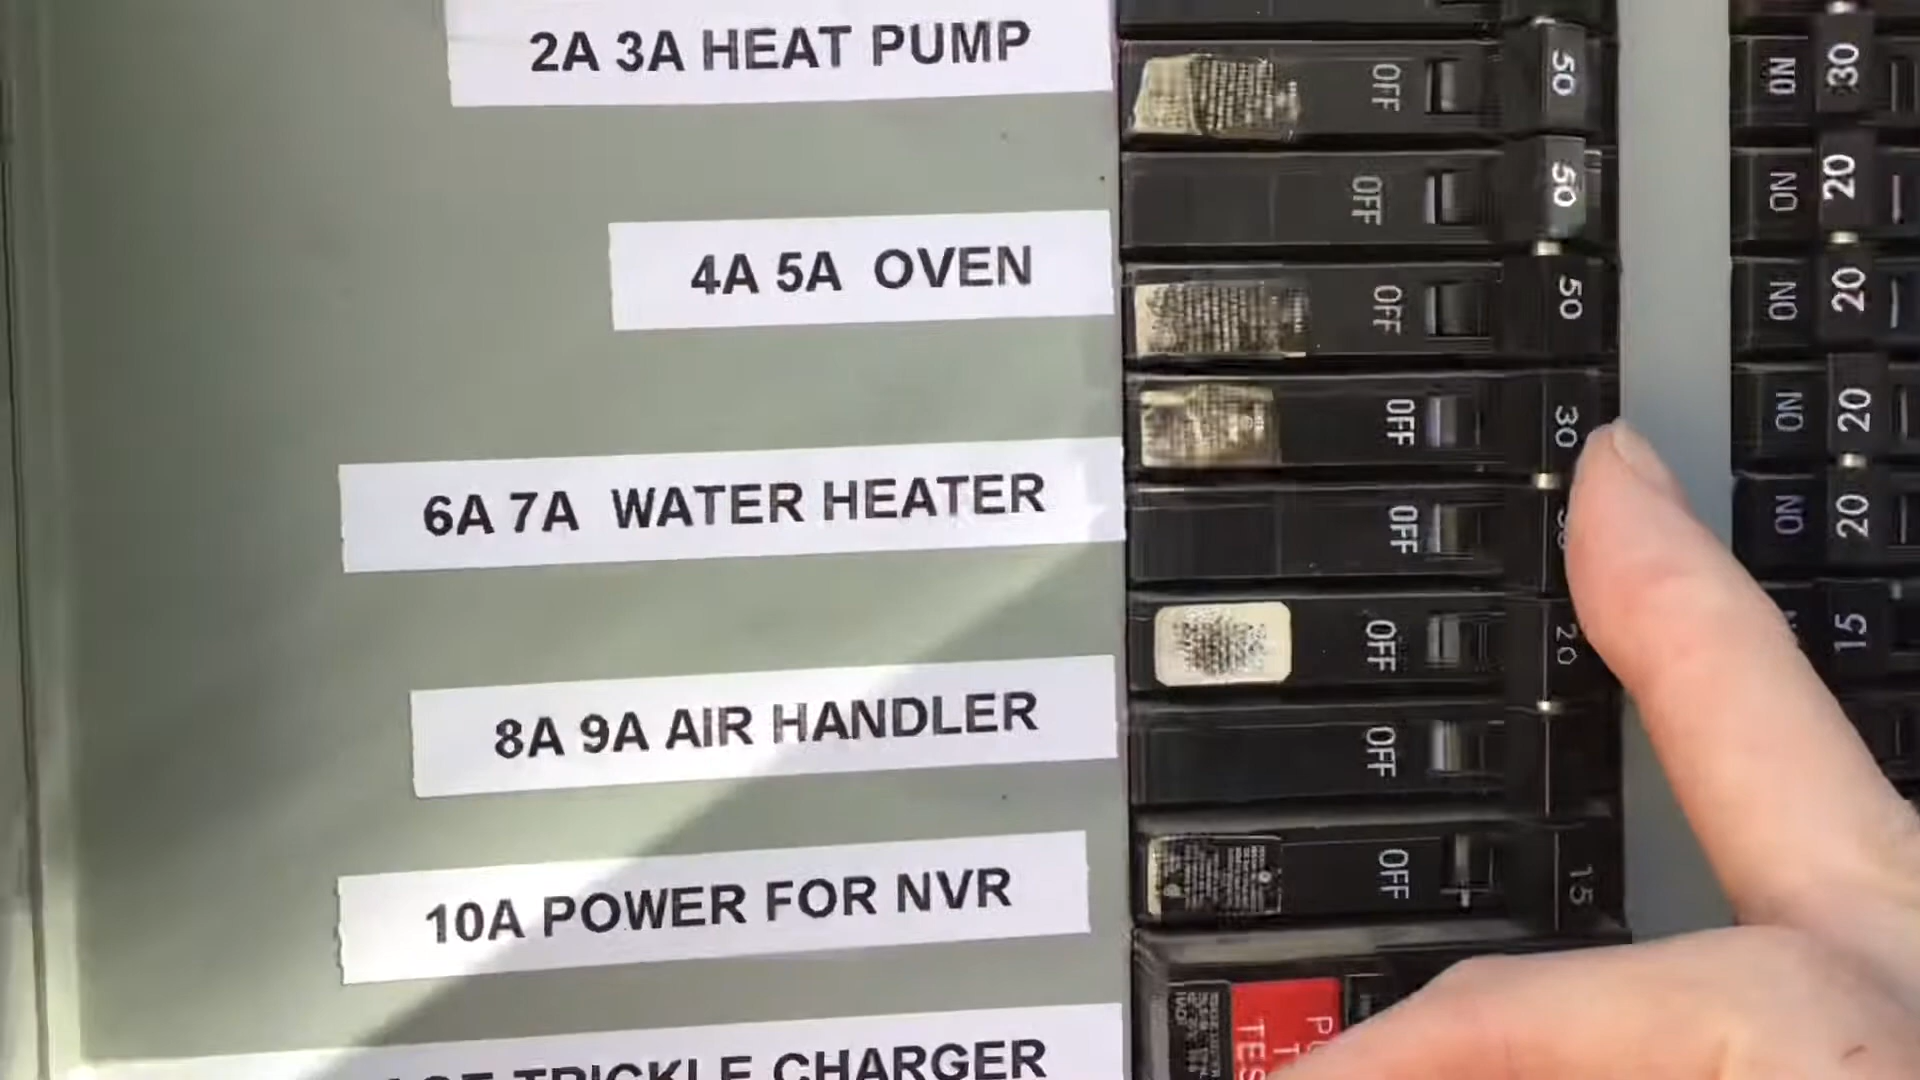 2A 3A HEAT PUMP
4A 5A OVEN
6A 7A WATER HEATER
8A 9A AIR HANDLER
10A POWER FOR NVR
TRICKLE CHARGER
OFF 50
OFF 50
OFF 50
OFF 30
OFF
OFF 20
OFF
OFF 15
ON 30
ON 20
ON 20
ON 20
ON 20
15